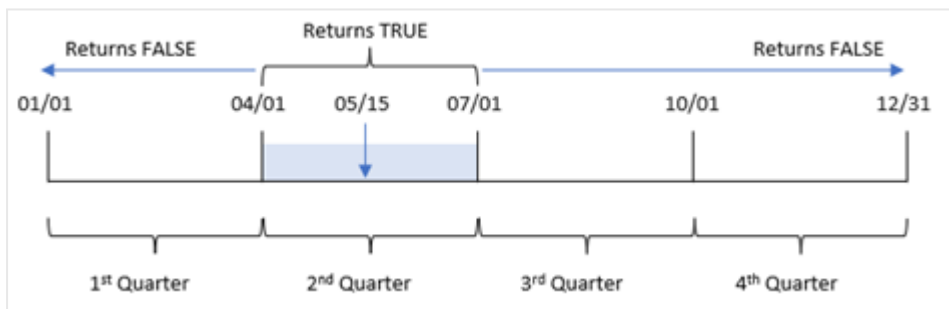 Returns TRUE
Returns FALSE Returns FALSE
01/01 04/01 05/15 07/01 10/01 12/31
1st Quarter 2nd Quarter 3rd Quarter 4th Quarter